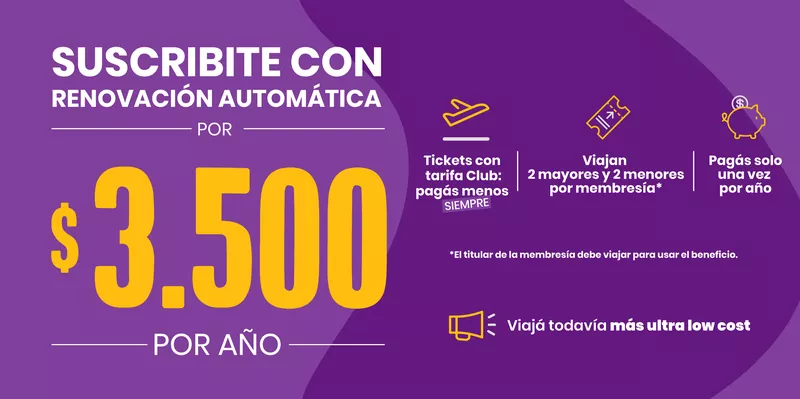 SUSCRIBITE CON
RENOVACIÓN AUTOMÁTICA
POR
$ 3.500
POR AÑO
Tickets con
tarifa Club:
pagás menos
SIEMPRE
Viajan
2 mayores y 2 menores
por membresía*
Pagás solo
una vez
por año
*El titular de la membresía debe viajar para usar el beneficio.
Viajá todavía más ultra low cost